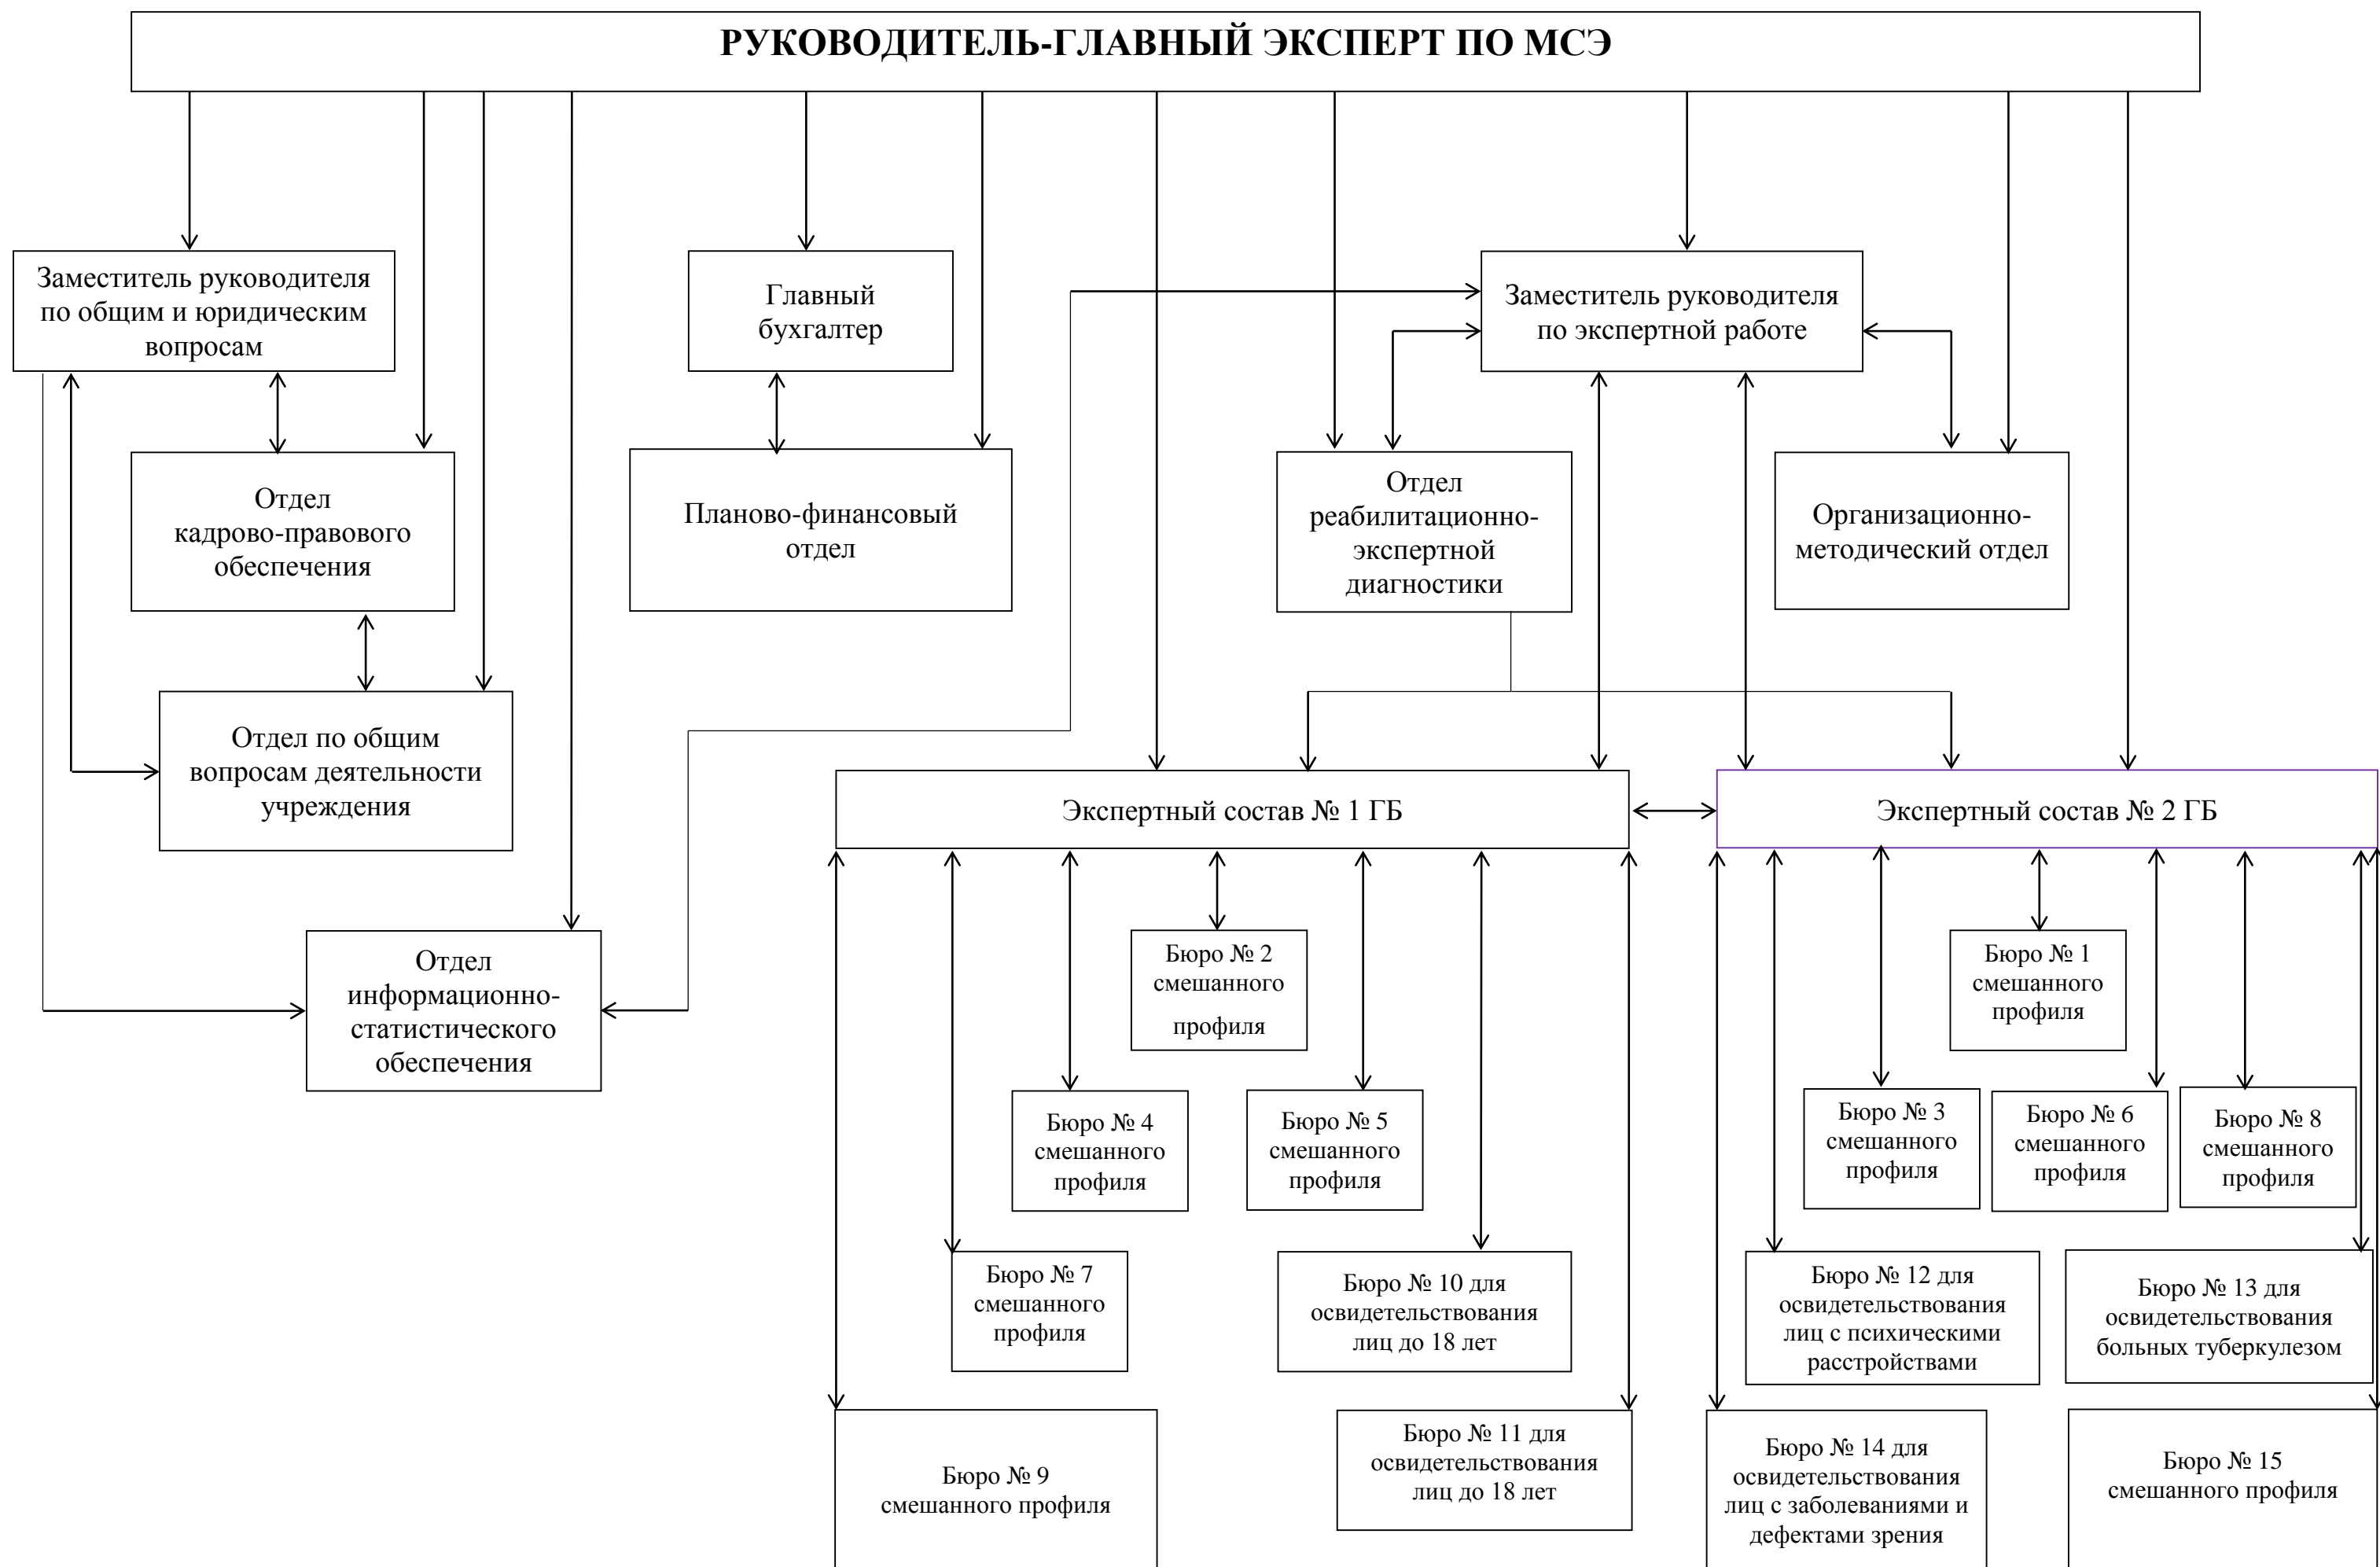 РУКОВОДИТЕЛЬ-ГЛАВНЫЙ ЭКСПЕРТ ПО МСЭ
Заместитель руководителя
по общим и юридическим
вопросам
Главный
бухгалтер
Заместитель руководителя
по экспертной работе
Отдел
кадрово-правового
обеспечения
Планово-финансовый
отдел
Отдел
реабилитационно-
экспертной
диагностики
Организационно-
методический отдел
Отдел по общим
вопросам деятельности
учреждения
Экспертный состав № 1 ГБ
Экспертный состав № 2 ГБ
Отдел
информационно-
статистического
обеспечения
Бюро № 2
смешанного
профиля
Бюро № 1
смешанного
профиля
Бюро № 4
смешанного
профиля
Бюро № 5
смешанного
профиля
Бюро № 3
смешанного
профиля
Бюро № 6
смешанного
профиля
Бюро № 8
смешанного
профиля
Бюро № 7
смешанного
профиля
Бюро № 10 для
освидетельствования
лиц до 18 лет
Бюро № 12 для
освидетельствования
лиц с психическими
расстройствами
Бюро № 13 для
освидетельствования
больных туберкулезом
Бюро № 9
смешанного профиля
Бюро № 11 для
освидетельствования
лиц до 18 лет
Бюро № 14 для
освидетельствования
лиц с заболеваниями и
дефектами зрения
Бюро № 15
смешанного профиля